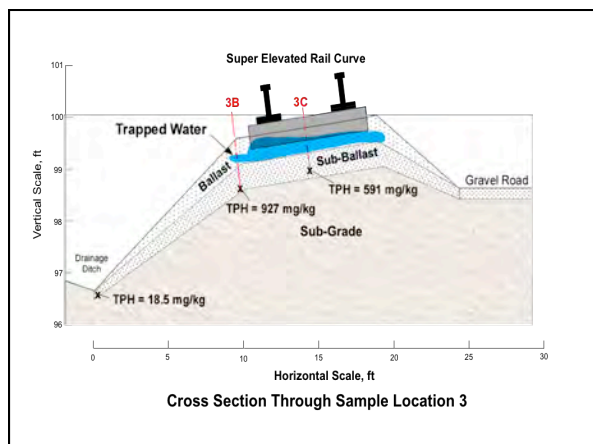 Super Elevated Rail Curve
101
100
99
98
97
96
Vertical Scale, ft
3B
3C
Trapped Water
Ballast
Sub-Ballast
Gravel Road
TPH = 591 mg/kg
TPH = 927 mg/kg
Sub-Grade
Drainage
Ditch
TPH = 18.5 mg/kg
0
5
10
15
20
25
30
Horizontal Scale, ft
Cross Section Through Sample Location 3